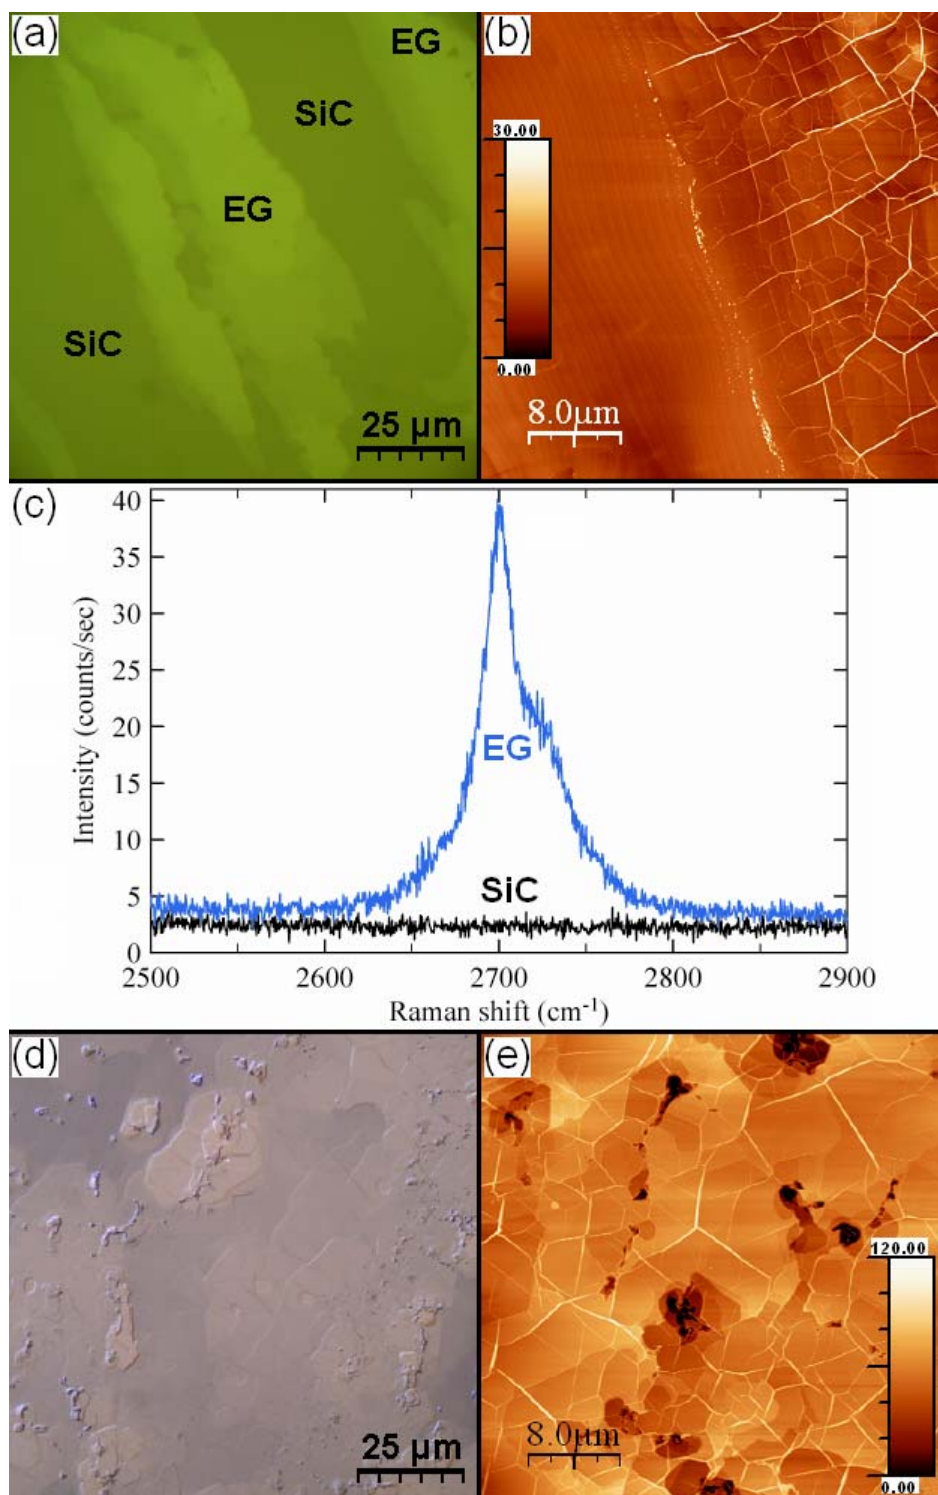 (a)
EG
SiC
EG
SiC
25 µm
(b)
30.00
0.00
8.0µm
(c)
40
35
30
25
20
15
10
5
0
Intensity (counts/sec)
EG
SiC
2500
2600
2700
2800
2900
Raman shift (cm⁻¹)
(d)
25 µm
(e)
120.00
0.00
8.0µm